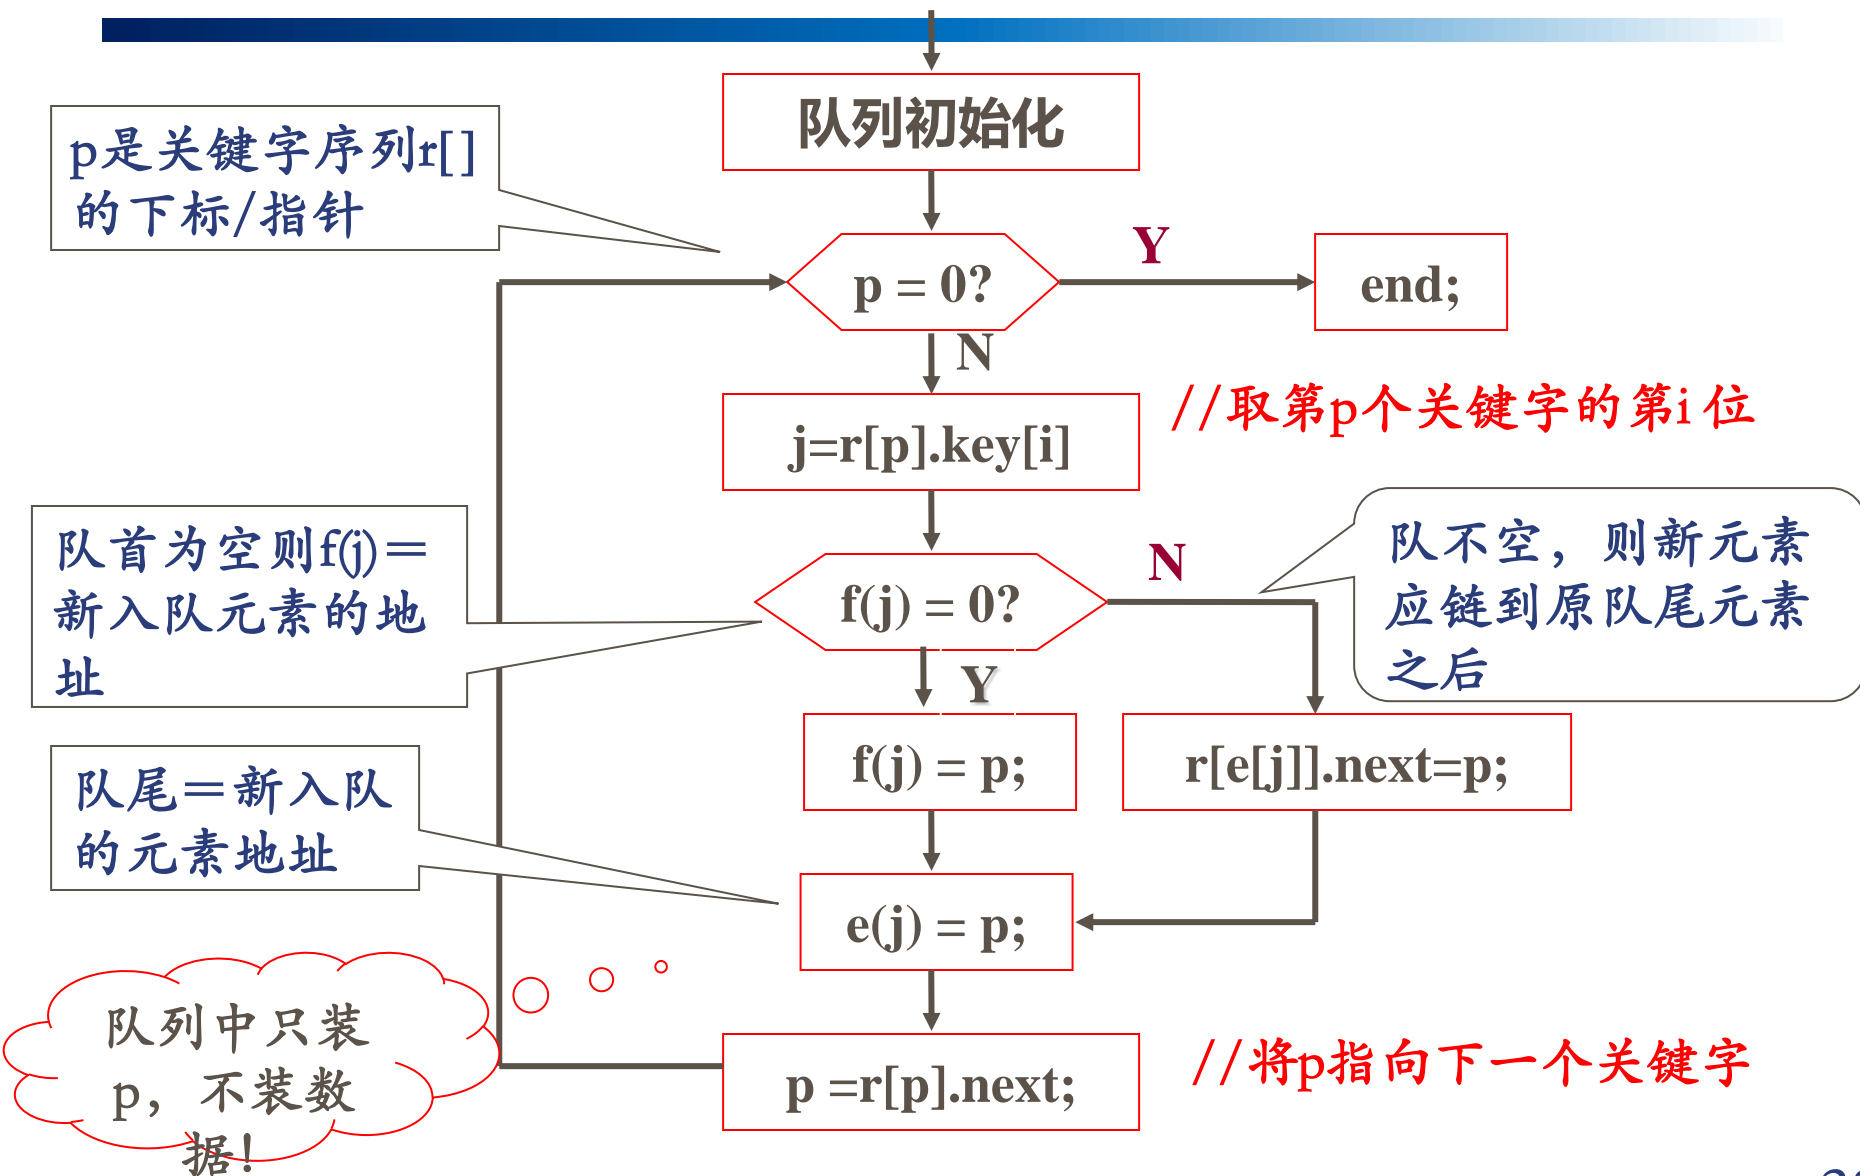 队列初始化
p是关键字序列r[]
的下标/指针
p = 0?
Y
end;
N
//取第p个关键字的第i位
j=r[p].key[i]
队首为空则f(j)＝
新入队元素的地
址
f(j) = 0?
N
队不空，则新元素
应链到原队尾元素
之后
Y
f(j) = p;
r[e[j]].next=p;
队尾＝新入队
的元素地址
e(j) = p;
队列中只装
p，不装数
据！
p =r[p].next;
//将p指向下一个关键字